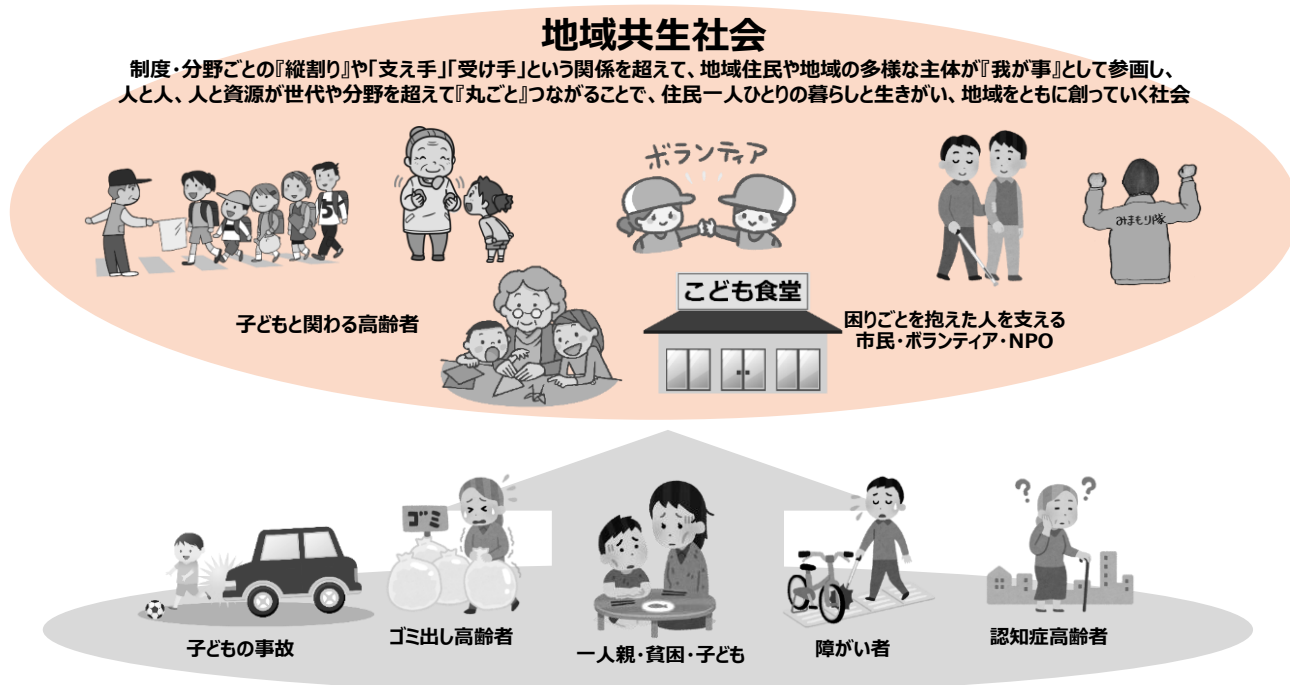 地域共生社会
制度・分野ごとの『縦割り』や「支え手」「受け手」という関係を超えて、地域住民や地域の多様な主体が『我が事』として参画し、
人と人、人と資源が世代や分野を超えて『丸ごと』つながることで、住民一人ひとりの暮らしと生きがい、地域をともに創っていく社会
ボランティア
5
みまもり隊
こども食堂
子どもと関わる高齢者
困りごとを抱えた人を支える
市民・ボランティア・NPO
?
?
ゴミ
子どもの事故
ゴミ出し高齢者
一人親・貧困・子ども
障がい者
認知症高齢者